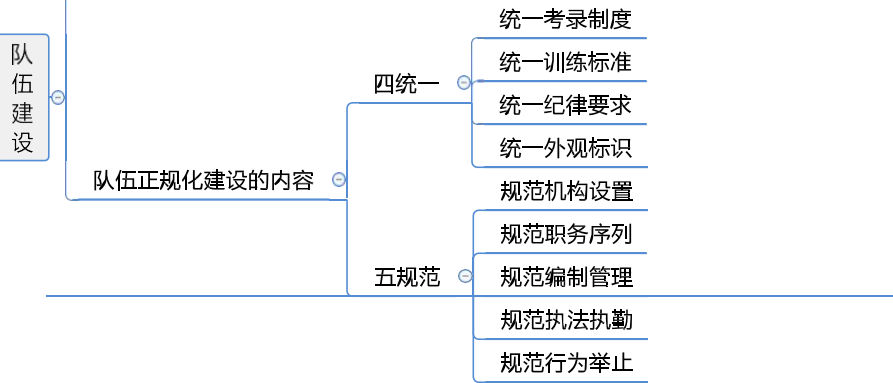 队伍建设
队伍正规化建设的内容
四统一
统一考录制度
统一训练标准
统一纪律要求
统一外观标识
五规范
规范机构设置
规范职务序列
规范编制管理
规范执法执勤
规范行为举止